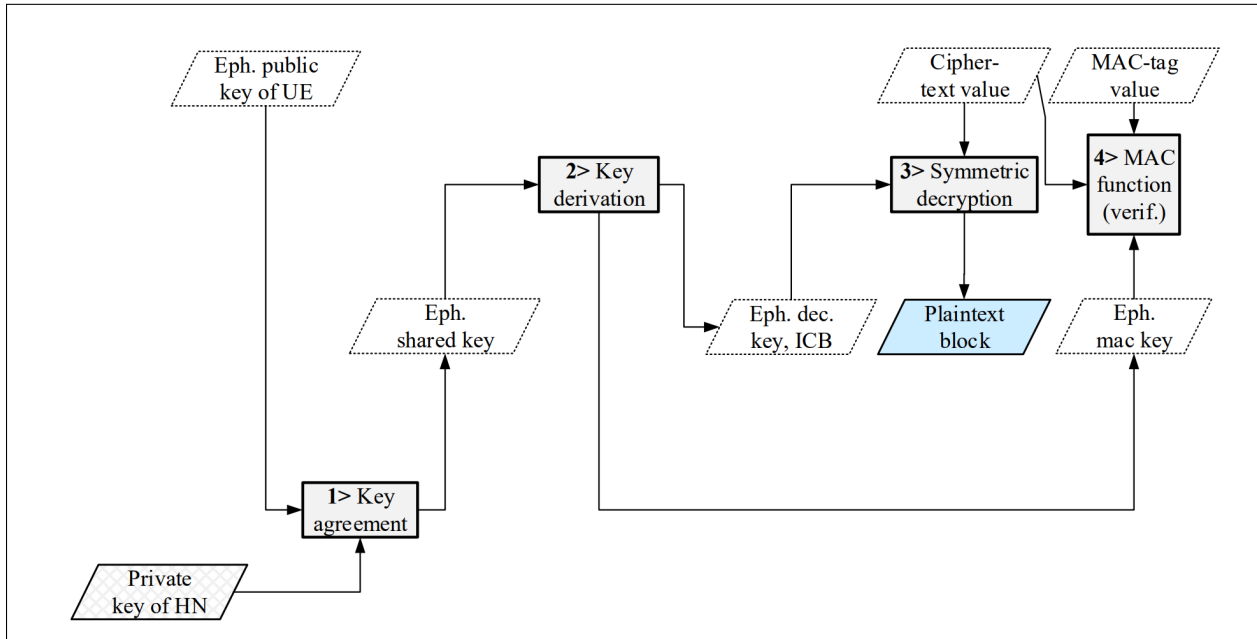 Eph. public
key of UE
Cipher-
text value
MAC-tag
value
2> Key
derivation
3> Symmetric
decryption
4> MAC
function
(verif.)
Eph.
shared key
Eph. dec.
key, ICB
Plaintext
block
Eph.
mac key
1> Key
agreement
Private
key of HN